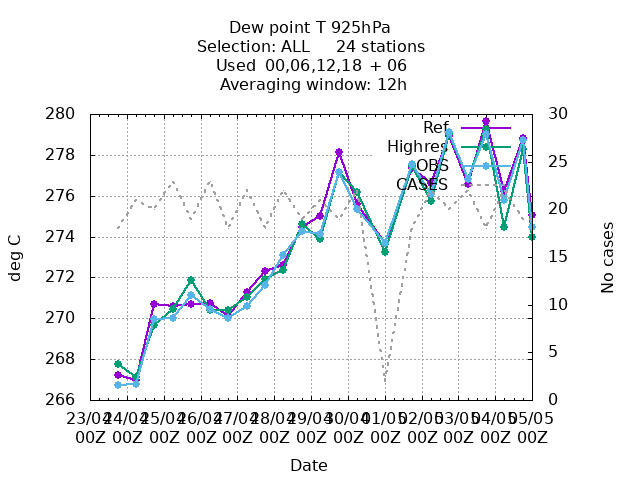 Dew point T 925hPa
Selection: ALL 24 stations
Used 00,06,12,18 + 06
Averaging window: 12h
280
278
276
274
272
270
268
266
deg C
30
25
20
15
10
5
0
No cases
Ref
Highres
OBS
CASES
23/04 24/04 25/04 26/04 27/04 28/04 29/04 30/04 01/05 02/05 03/05 04/05 05/05
00Z 00Z 00Z 00Z 00Z 00Z 00Z 00Z 00Z 00Z 00Z 00Z 00Z
Date